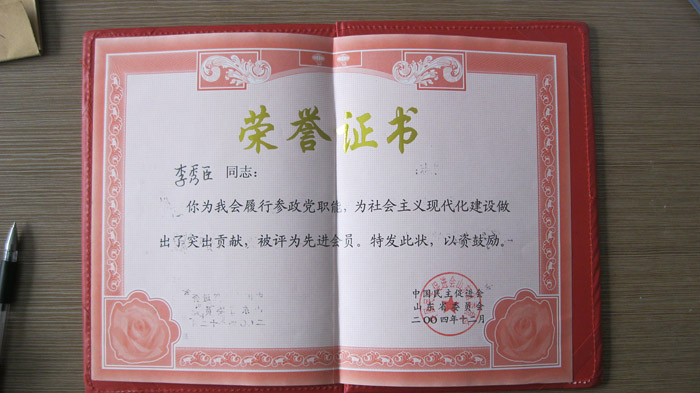 荣誉证书
李秀臣 同志:
你为我会履行参政党职能,为社会主义现代化建设做
出了突出贡献,被评为先进会员。特发此状,以资鼓励。
中国民主促进会
山东省委员会
二〇〇四年十二月